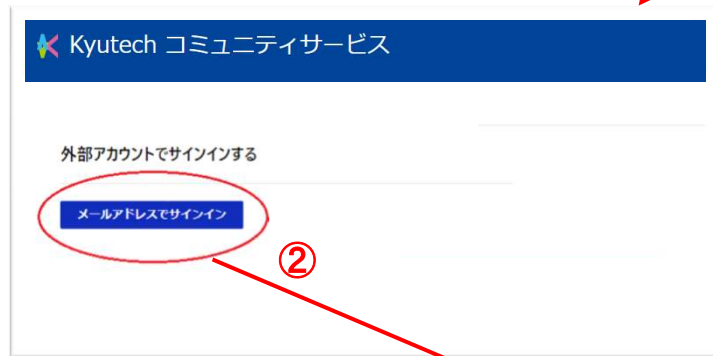 Kyutech コミュニティサービス
外部アカウントでサインインする
メールアドレスでサインイン
②